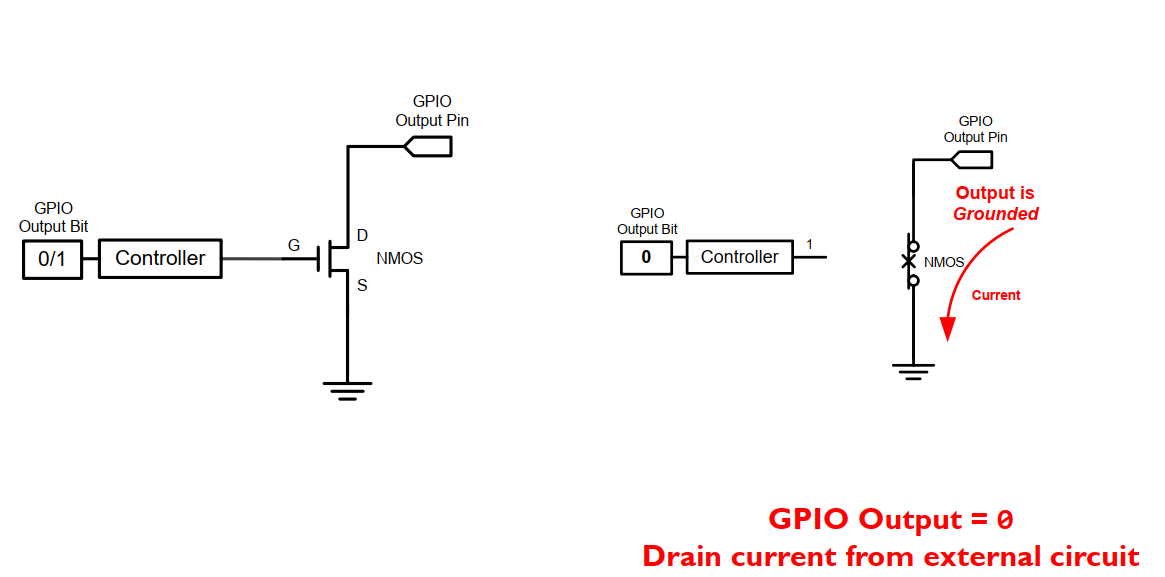 GPIO
Output Pin
GPIO
Output Bit
0/1
Controller
G
D
NMOS
S
GPIO
Output Pin
Output is
Grounded
GPIO
Output Bit
0
Controller
1
NMOS
Current
GPIO Output = 0
Drain current from external circuit